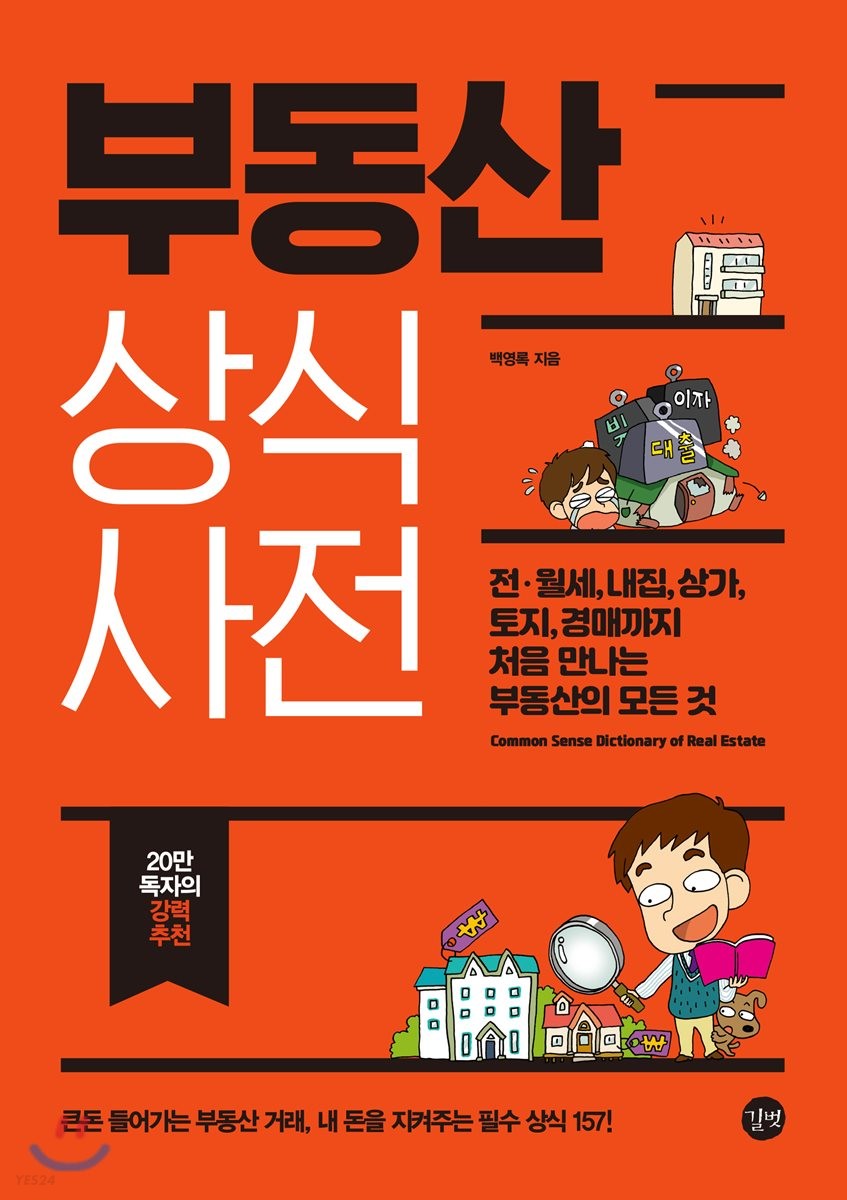 부동산
상식
사전
백영록 지음
빚
이자
대출
전·월세, 내집, 상가,
토지, 경매까지
처음 만나는
부동산의 모든 것
Common Sense Dictionary of Real Estate
20만
독자의
강력
추천
₩
₩
큰돈 들어가는 부동산 거래, 내 돈을 지켜주는 필수 상식 157!
길벗
YES24